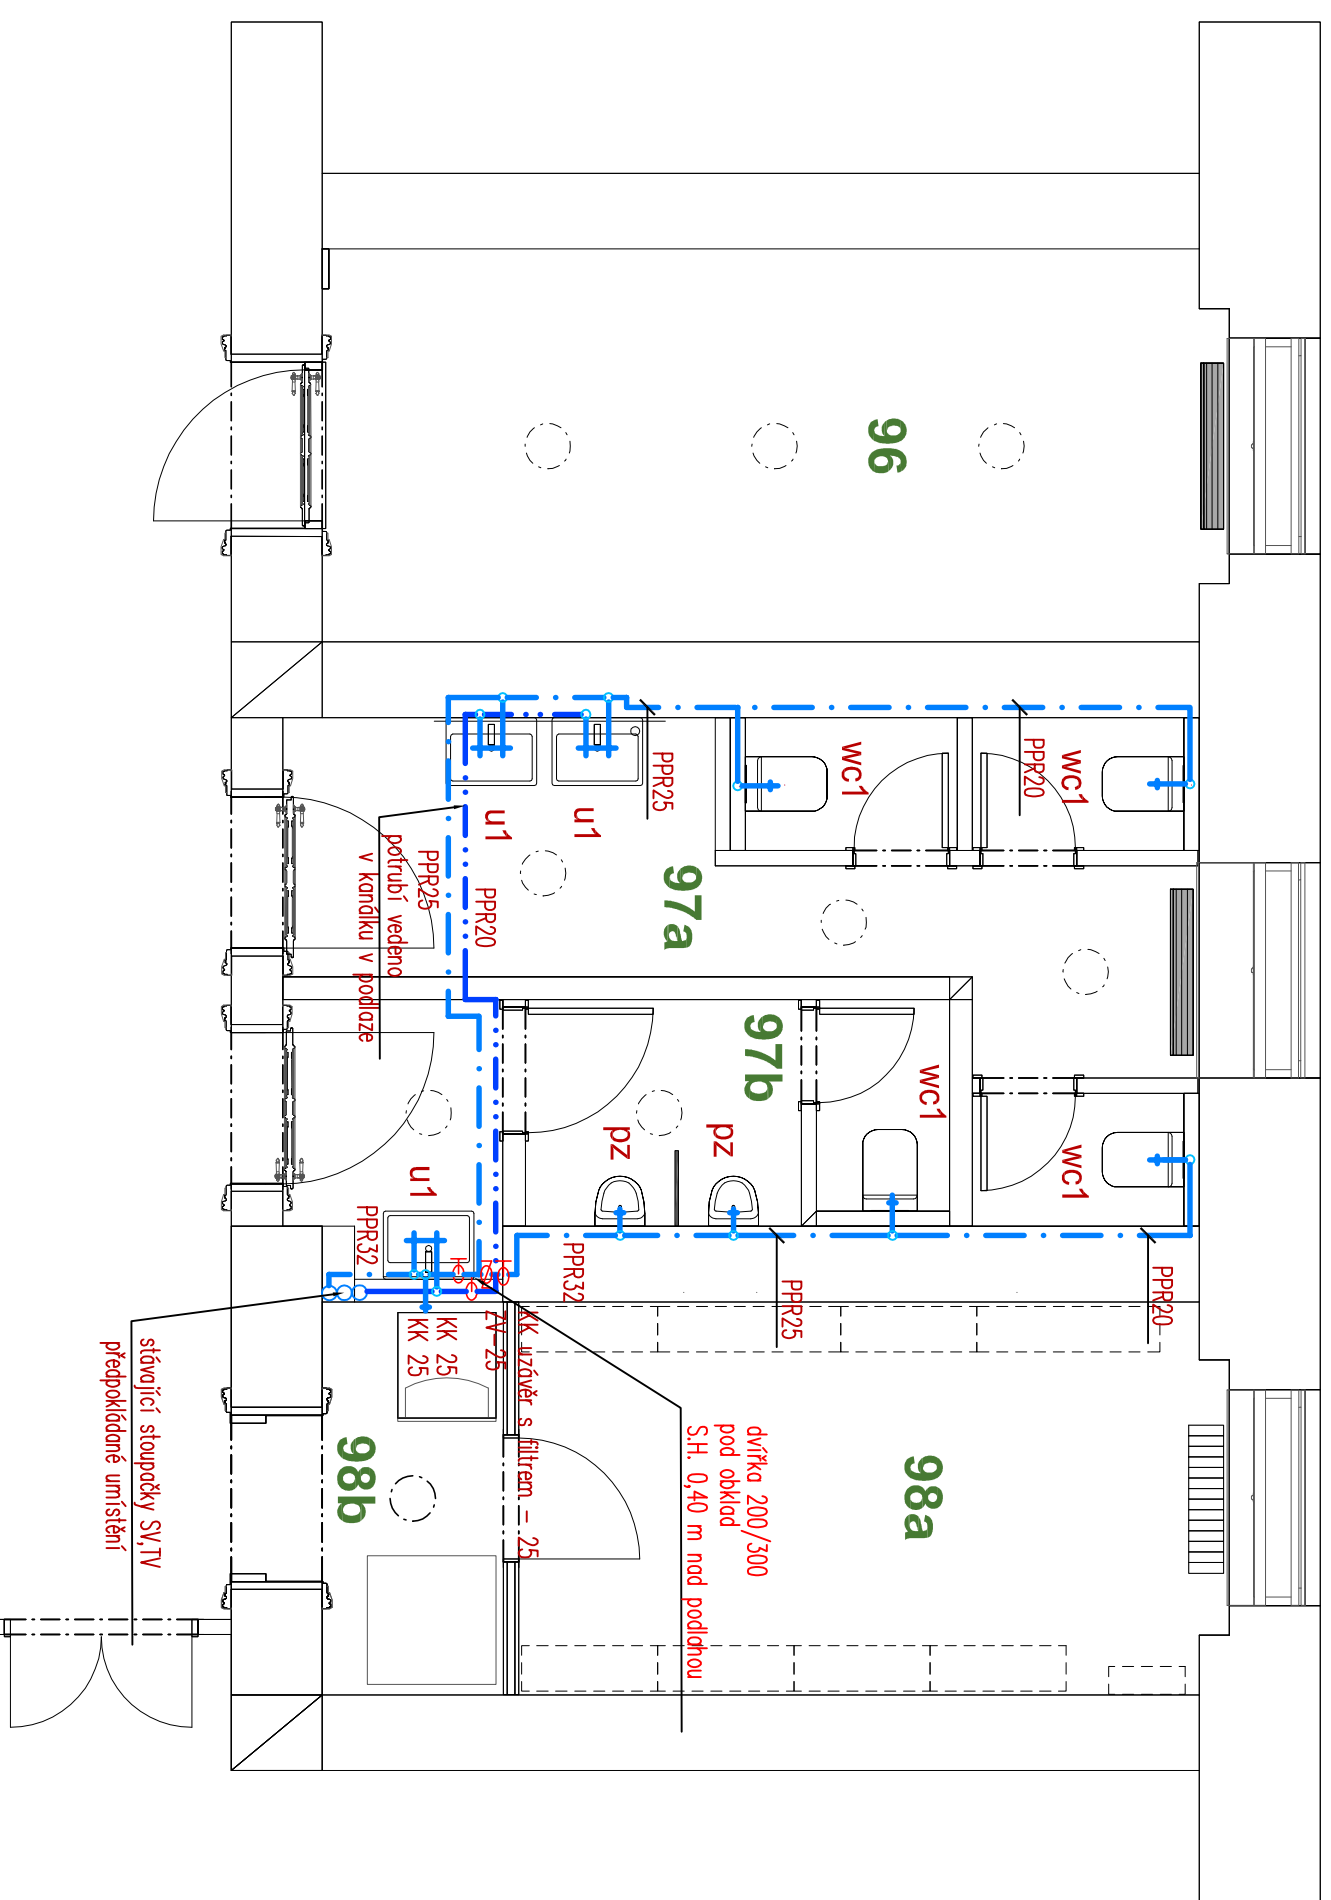 96
wc1
wc1
PPR20
PPR25
u1
u1
97a
PPR20
PPR25
potrubí vedeno
v kanálku v podlaze
97b
wc1
wc1
pz
pz
u1
PPR32
PPR32
PPR25
PPR20
KK uzávěr s filtrem - 25
ZV-25
KK 25
KK 25
98a
98b
dvířka 200/300
pod obklad
S.H. 0,40 m nad podlahou
stávající stoupačky SV,TV
předpokládané umístění